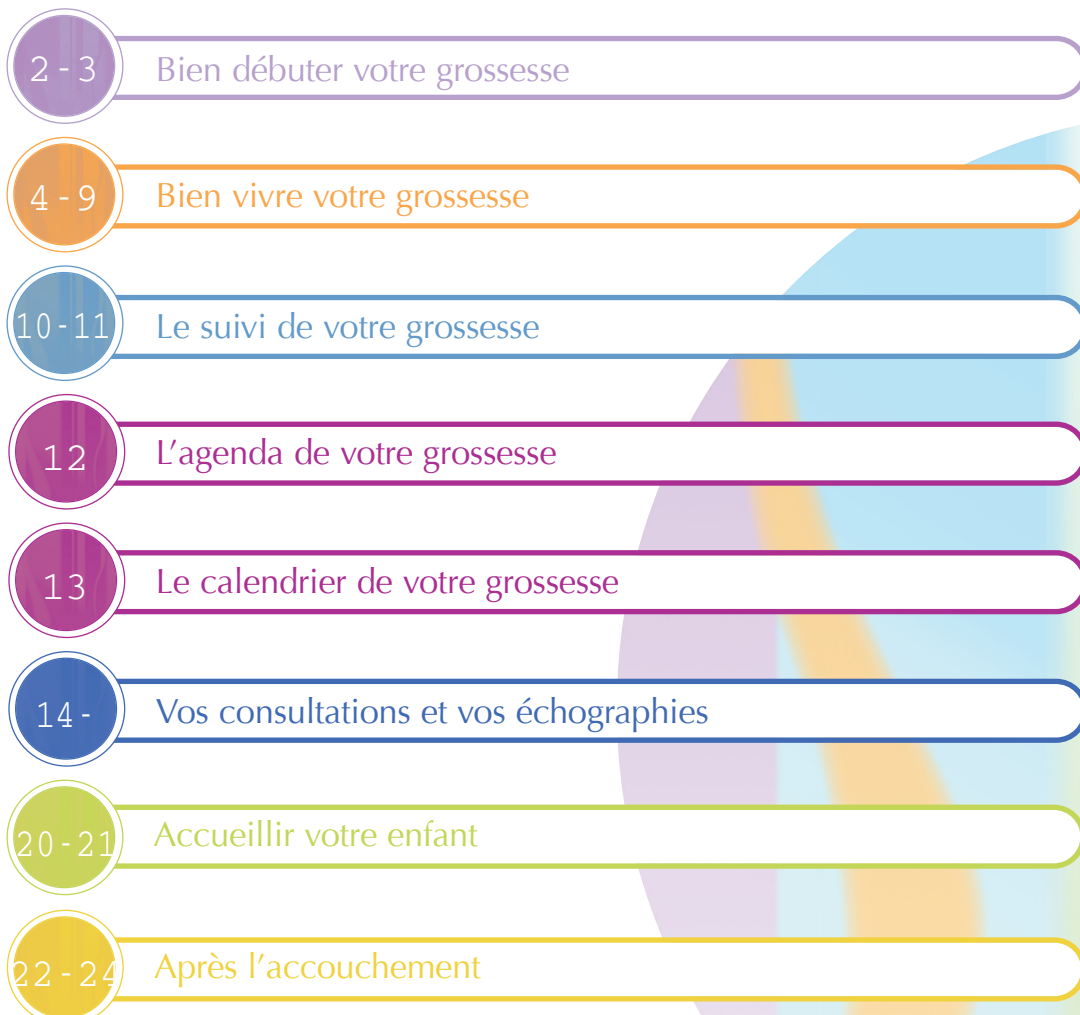 2-3 Bien débuter votre grossesse
4-9 Bien vivre votre grossesse
10-11 Le suivi de votre grossesse
12 L’agenda de votre grossesse
13 Le calendrier de votre grossesse
14- Vos consultations et vos échographies
20-21 Accueillir votre enfant
22-24 Après l’accouchement